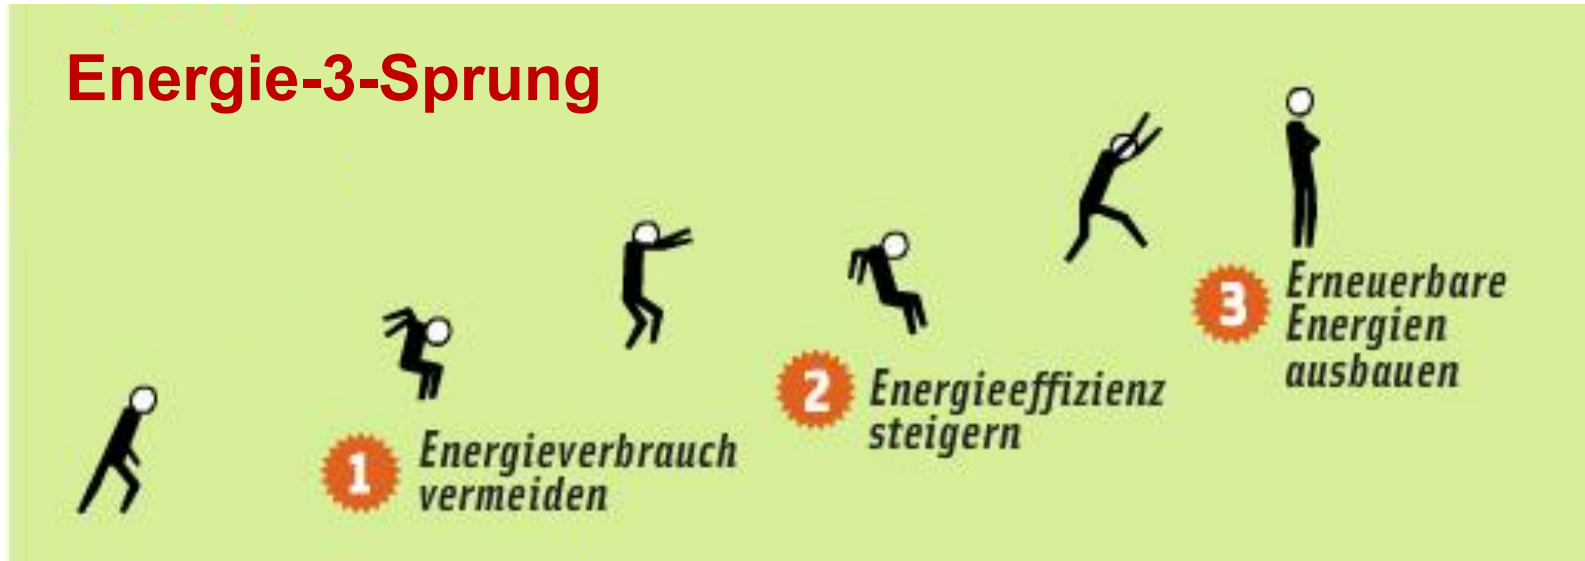 Energie-3-Sprung
1
Energieverbrauch
vermeiden
2
Energieeffizienz
steigern
3
Erneuerbare
Energien
ausbauen